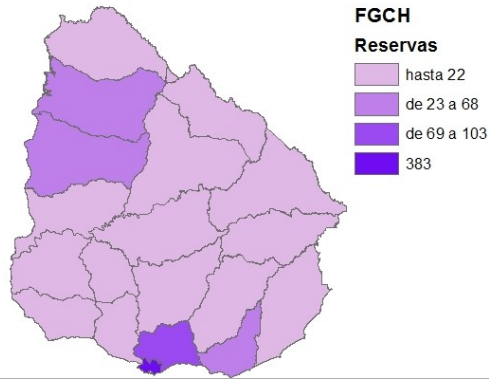 FGCH
Reservas
hasta 22
de 23 a 68
de 69 a 103
383